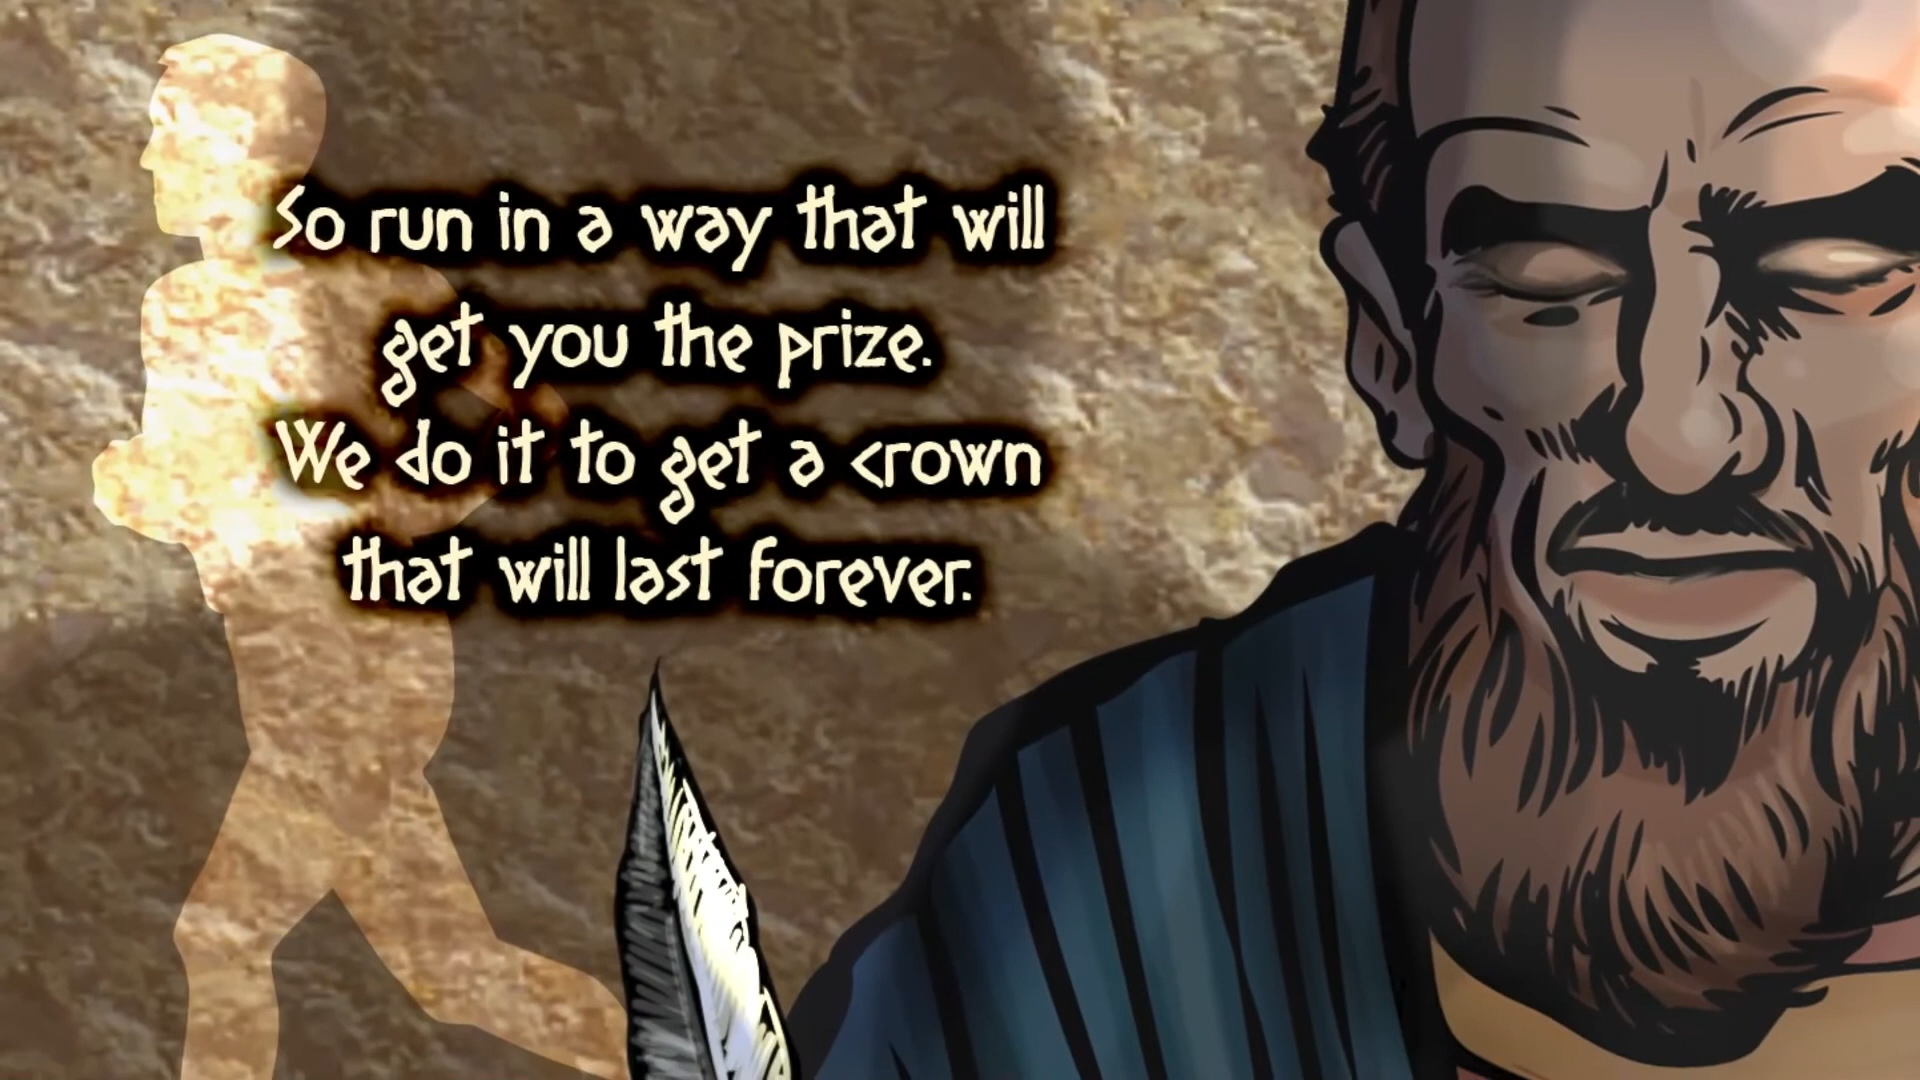 So run in a way that will
get you the prize.
We do it to get a crown
that will last forever.